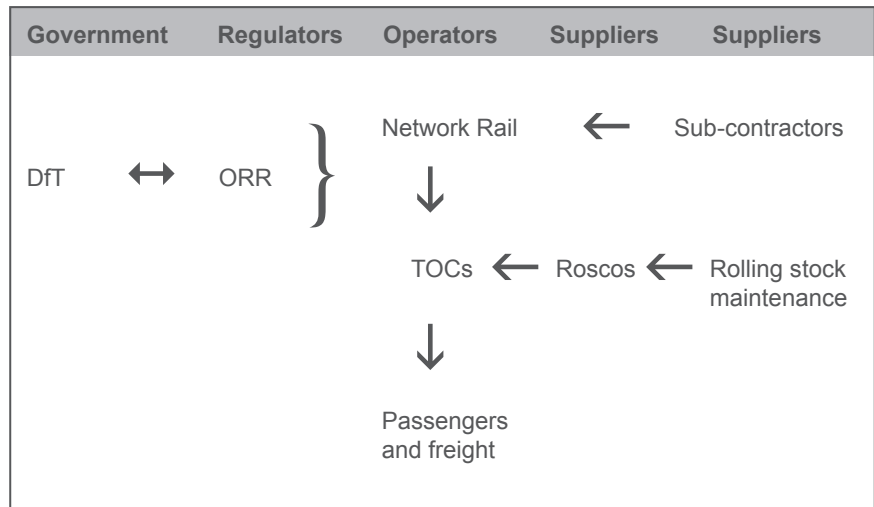 Government Regulators Operators Suppliers Suppliers
Network Rail Sub-contractors
DfT ORR
TOCs Roscos Rolling stock
maintenance
Passengers
and freight